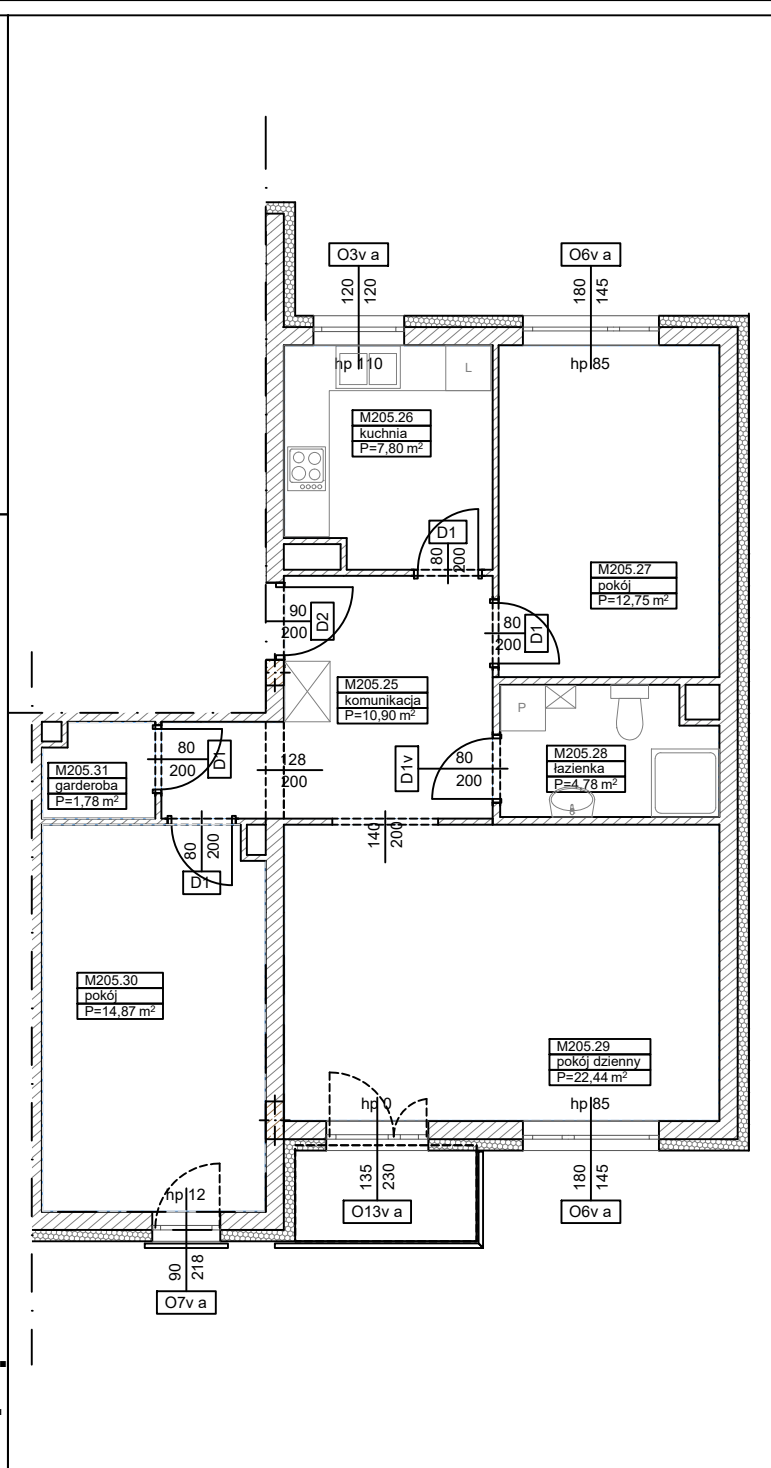 O3v a
120
120
hp 110
O6v a
180
145
hp 85
L
M205.26
kuchnia
P=7,80 m²
D1
80
200
M205.27
pokój
P=12,75 m²
90
200
D2
80
200
D1
M205.25
komunikacja
P=10,90 m²
P
M205.28
łazienka
P=4,78 m²
D1v
80
200
128
200
80
200
D1
M205.31
garderoba
P=1,78 m²
80
200
D1
140
200
M205.30
pokój
P=14,87 m²
M205.29
pokój dzienny
P=22,44 m²
hp 0
135
230
O13v a
hp 85
180
145
O6v a
hp 12
90
218
O7v a